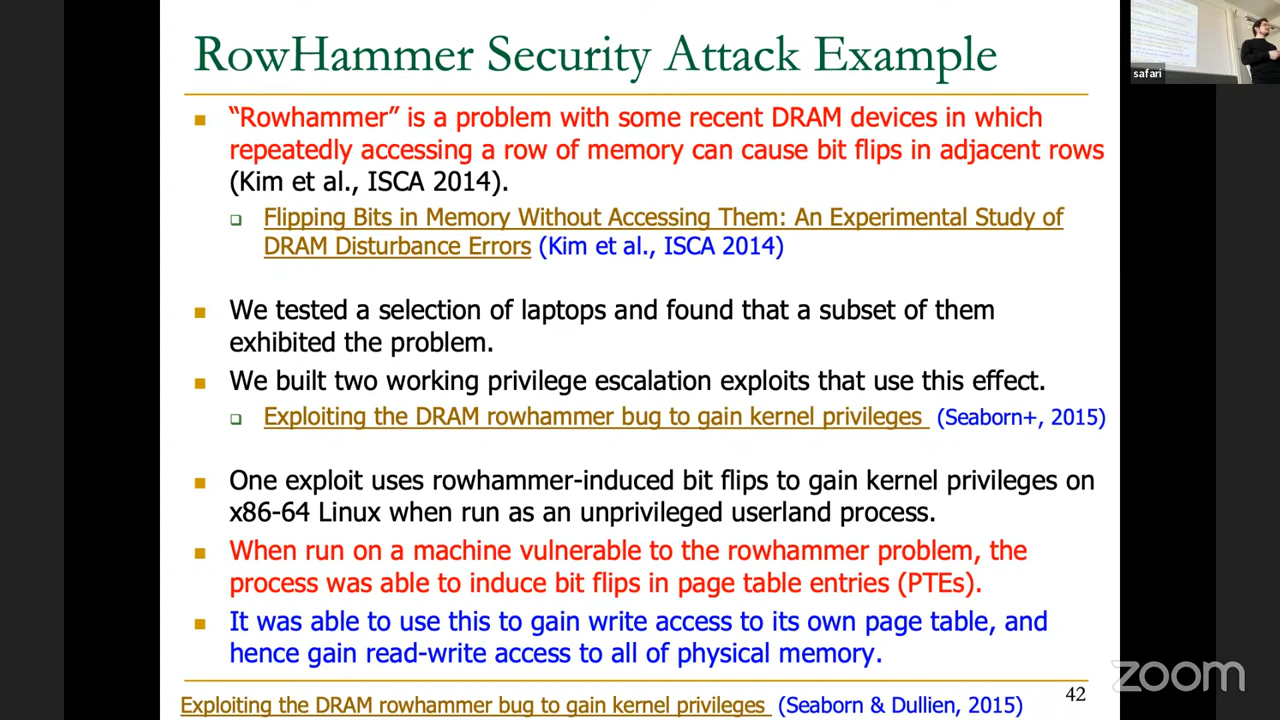 RowHammer Security Attack Example
safari
“Rowhammer” is a problem with some recent DRAM devices in which
repeatedly accessing a row of memory can cause bit flips in adjacent rows
(Kim et al., ISCA 2014).
Flipping Bits in Memory Without Accessing Them: An Experimental Study of
DRAM Disturbance Errors (Kim et al., ISCA 2014)
We tested a selection of laptops and found that a subset of them
exhibited the problem.
We built two working privilege escalation exploits that use this effect.
Exploiting the DRAM rowhammer bug to gain kernel privileges (Seaborn+, 2015)
One exploit uses rowhammer-induced bit flips to gain kernel privileges on
x86-64 Linux when run as an unprivileged userland process.
When run on a machine vulnerable to the rowhammer problem, the
process was able to induce bit flips in page table entries (PTEs).
It was able to use this to gain write access to its own page table, and
hence gain read-write access to all of physical memory.
zoom
42
Exploiting the DRAM rowhammer bug to gain kernel privileges (Seaborn & Dullien, 2015)